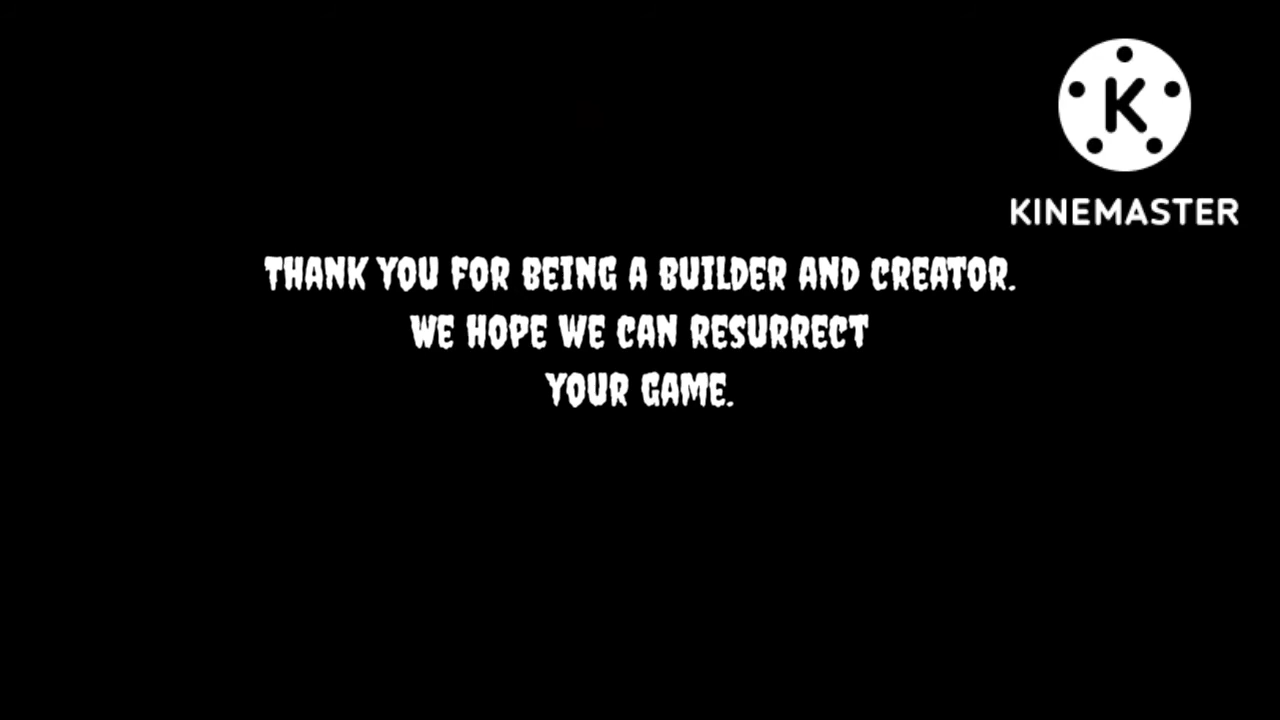 K
KINEMASTER
THANK YOU FOR BEING A BUILDER AND CREATOR.
WE HOPE WE CAN RESURRECT
YOUR GAME.